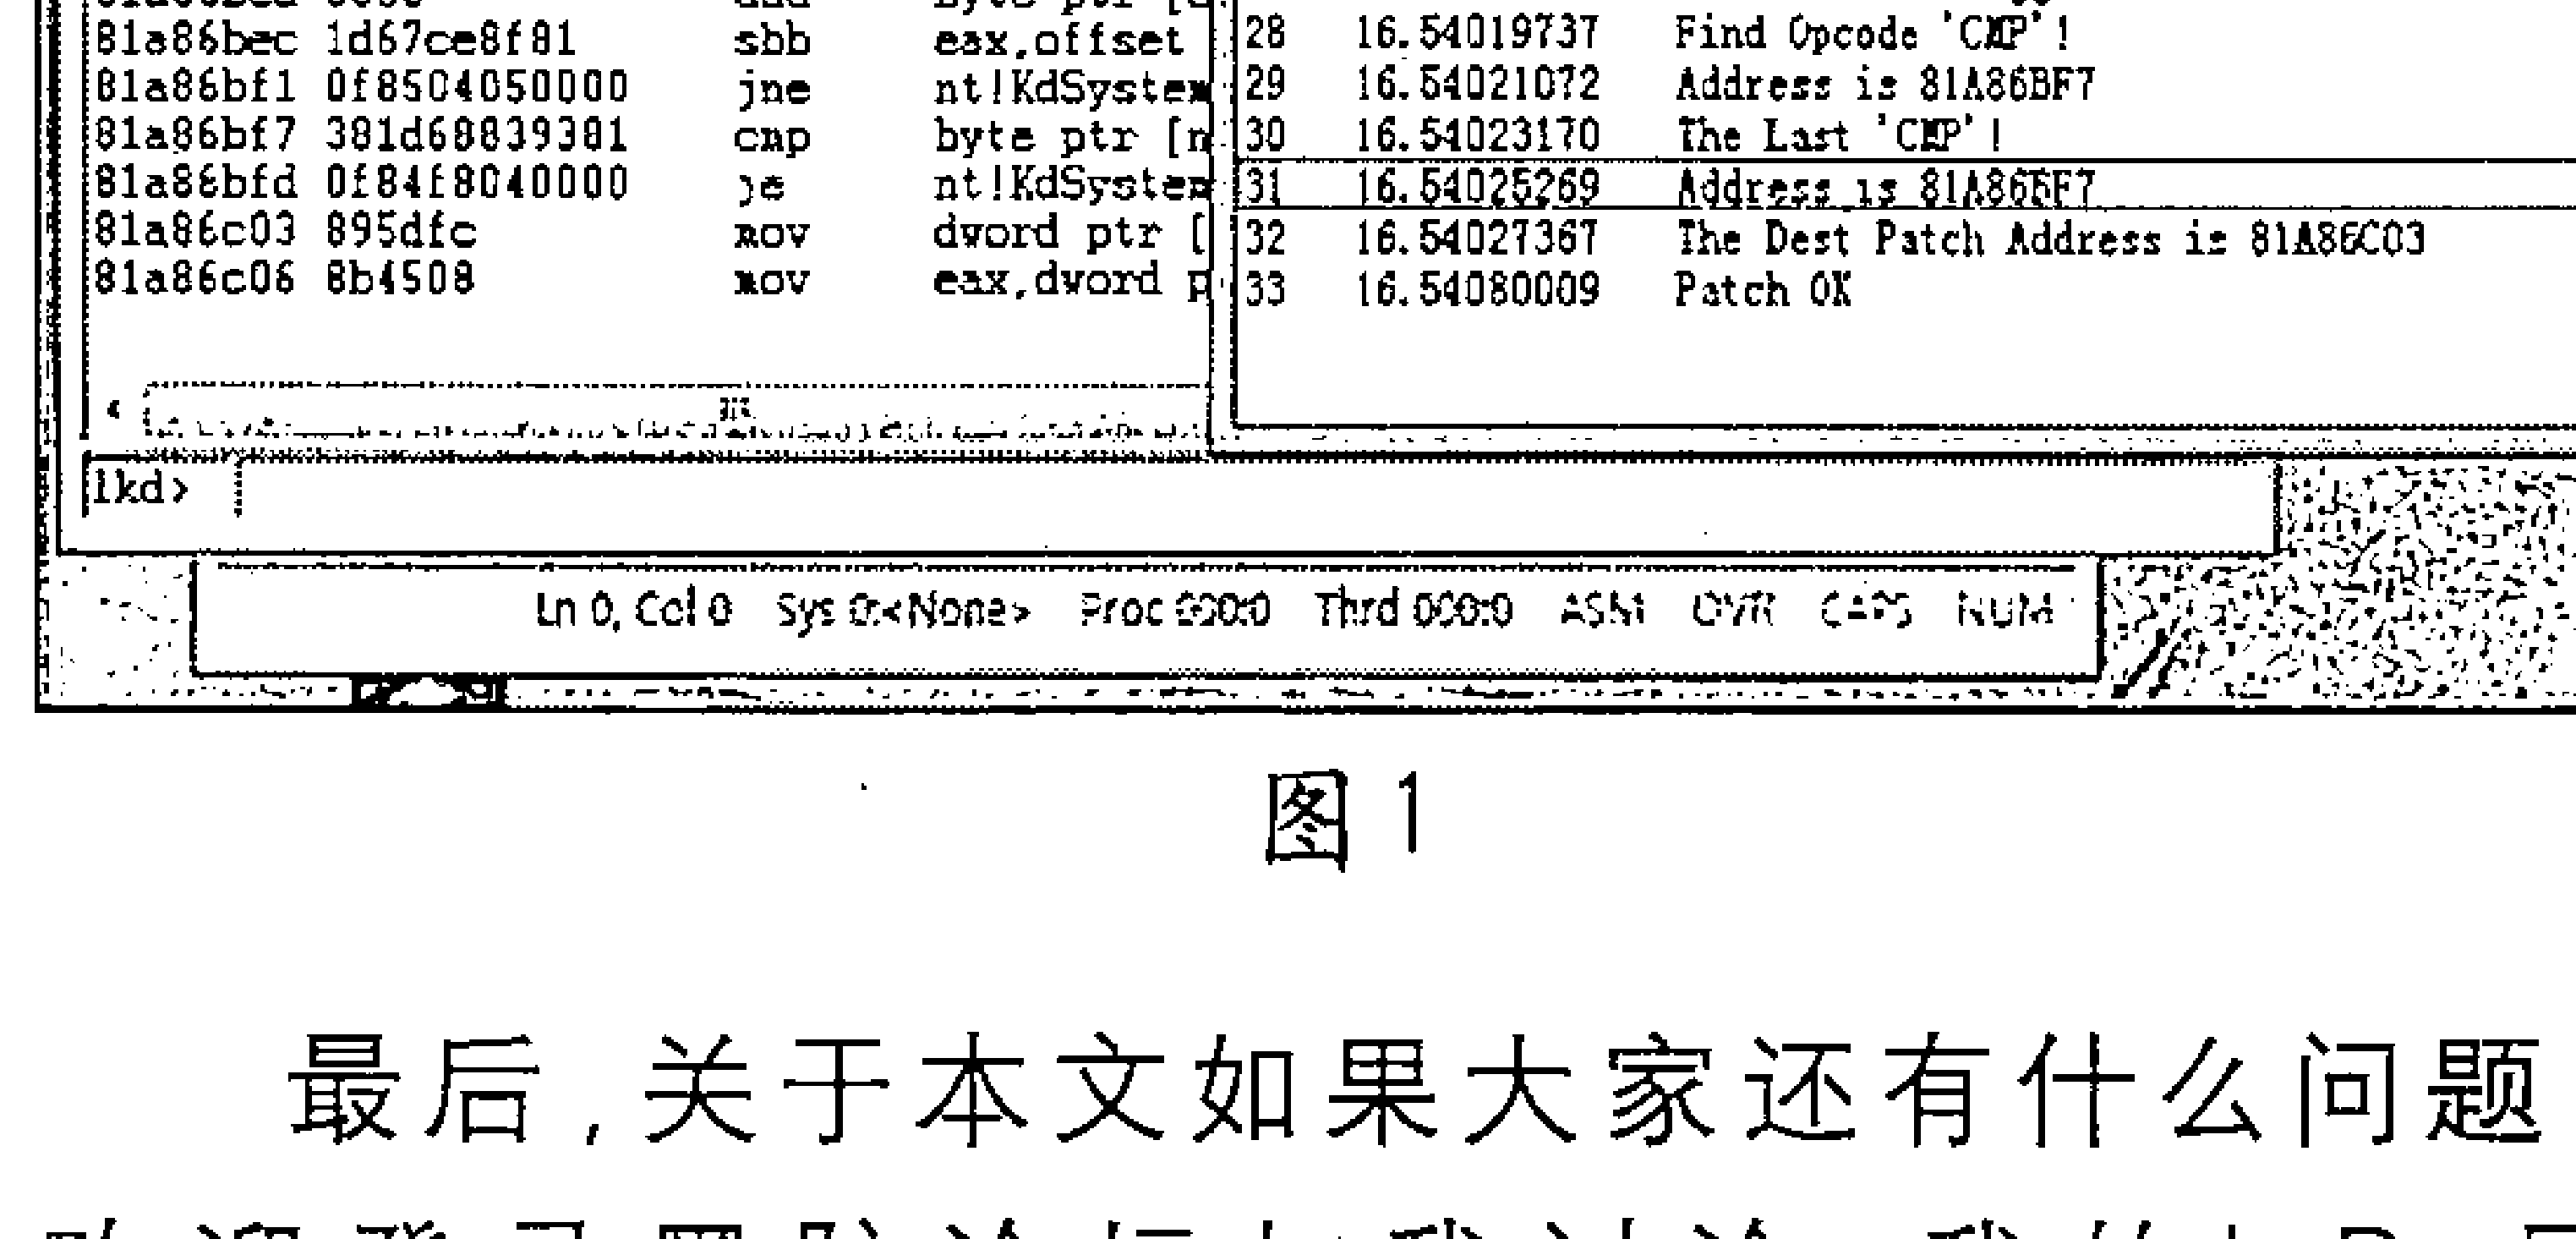 81a86bec 1d67ce8f81 sbb eax,offset
81a86bf1 0f8504050000 jne nt!KdSystem
81a86bf7 381d68839381 cmp byte ptr [n
81a86bfd 0f84f8040000 je nt!KdSystem
81a86c03 895dfc mov dword ptr [
81a86c06 8b4508 mov eax,dword p
28 16.54019737 Find Opcode 'CMP'!
29 16.54021072 Address is 81A86BF7
30 16.54023170 The Last 'CMP'!
31 16.54025269 Address is 81A86BF7
32 16.54027367 The Dest Patch Address is 81A86C03
33 16.54080009 Patch OK
lkd>
Ln 0, Col 0 Sys 0:<None> Proc 000:0 Thrd 000:0 ASM OVR CAPS NUM
图 1
最后,关于本文如果大家还有什么问题